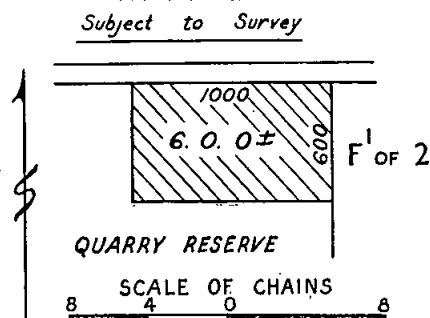 Subject to Survey
1000
6. 0. 0±
600
F¹ OF 2
QUARRY RESERVE
SCALE OF CHAINS
8 4 0 8